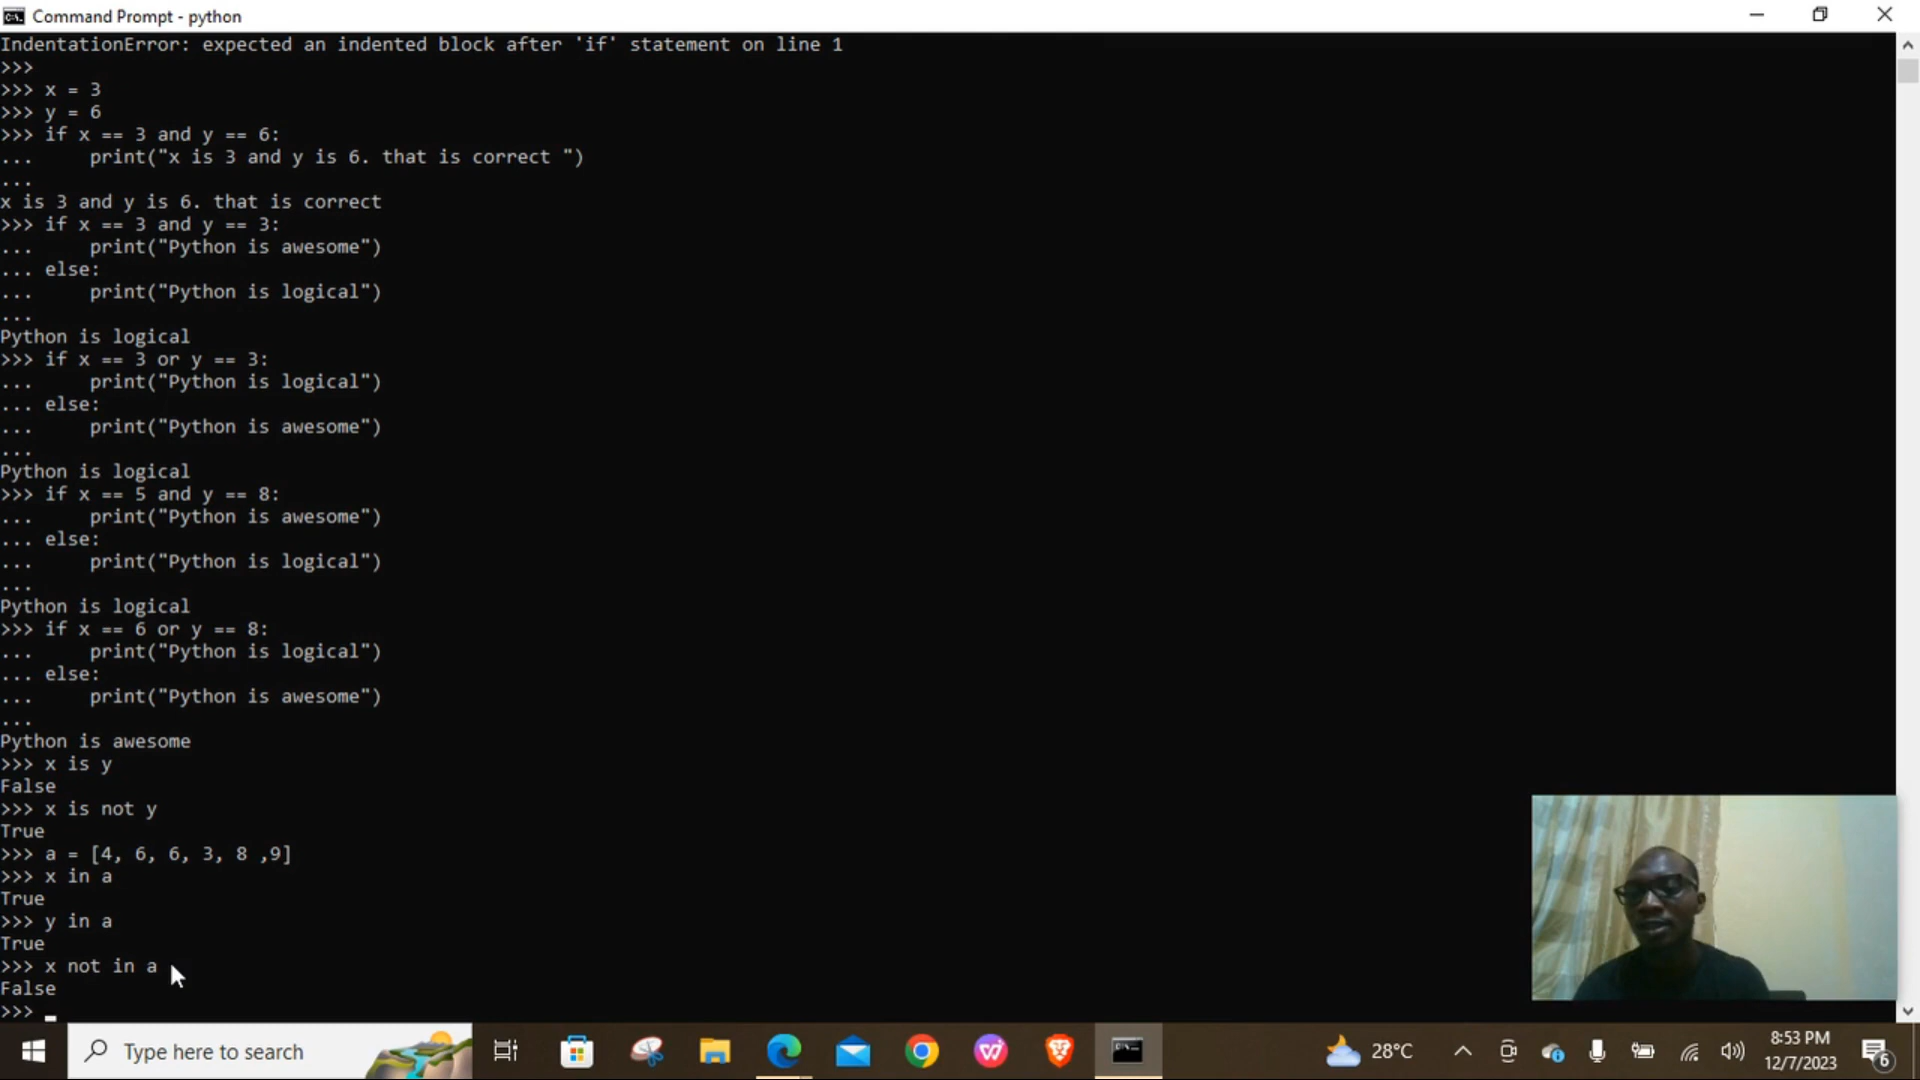 Command Prompt - python
IndentationError: expected an indented block after 'if' statement on line 1
>>>
>>> x = 3
>>> y = 6
>>> if x == 3 and y == 6:
...     print("x is 3 and y is 6. that is correct ")
...
x is 3 and y is 6. that is correct
>>> if x == 3 and y == 3:
...     print("Python is awesome")
... else:
...     print("Python is logical")
...
Python is logical
>>> if x == 3 or y == 3:
...     print("Python is logical")
... else:
...     print("Python is awesome")
...
Python is logical
>>> if x == 5 and y == 8:
...     print("Python is awesome")
... else:
...     print("Python is logical")
...
Python is logical
>>> if x == 6 or y == 8:
...     print("Python is logical")
... else:
...     print("Python is awesome")
...
Python is awesome
>>> x is y
False
>>> x is not y
True
>>> a = [4, 6, 6, 3, 8 ,9]
>>> x in a
True
>>> y in a
True
>>> x not in a
False
>>>
Type here to search
28°C
8:53 PM
12/7/2023
6